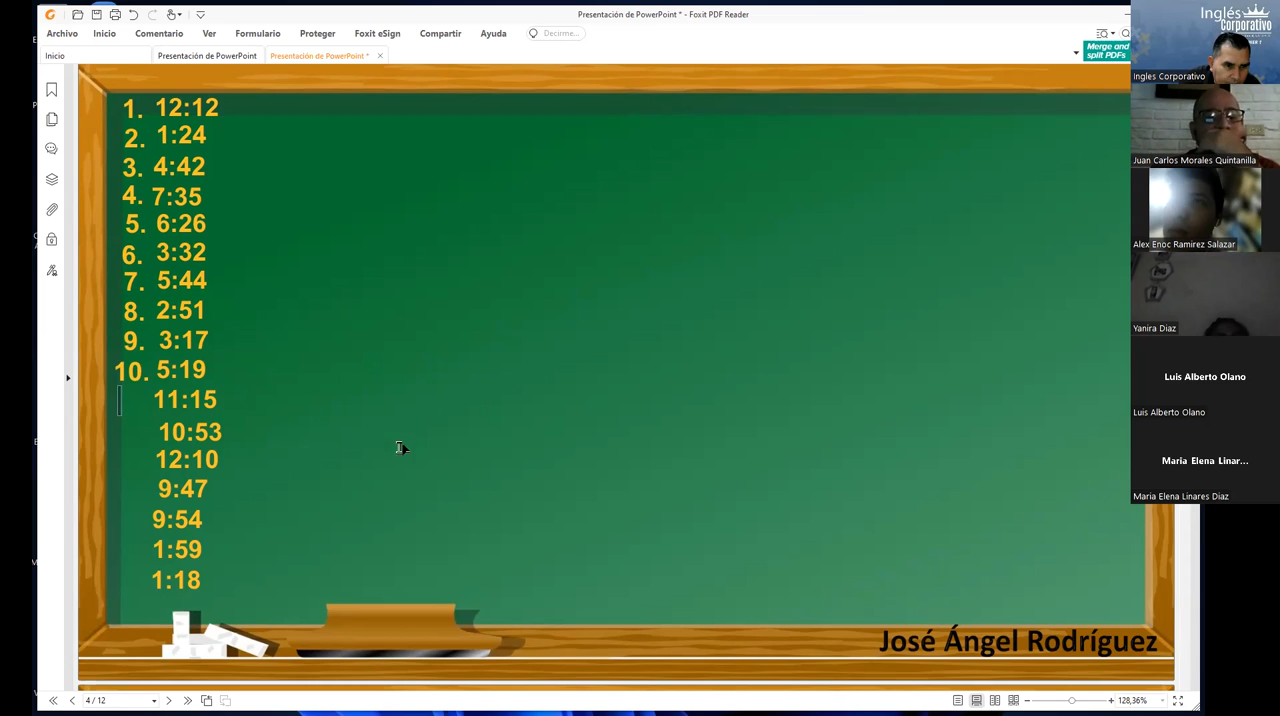 Presentación de PowerPoint * - Foxit PDF Reader
Archivo Inicio Comentario Ver Formulario Proteger Foxit eSign Compartir Ayuda Decirme...
Merge and split PDFs
Inicio Presentación de PowerPoint Presentación de PowerPoint *
1. 12:12
2. 1:24
3. 4:42
4. 7:35
5. 6:26
6. 3:32
7. 5:44
8. 2:51
9. 3:17
10. 5:19
11:15
10:53
12:10
9:47
9:54
1:59
1:18
José Ángel Rodríguez
4 / 12
128,36%
Inglés
Corporativo
Ingles Corporativo
Juan Carlos Morales Quintanilla
Alex Enoc Ramirez Salazar
Yanira Diaz
Luis Alberto Olano
Luis Alberto Olano
Maria Elena Linar...
Maria Elena Linares Diaz